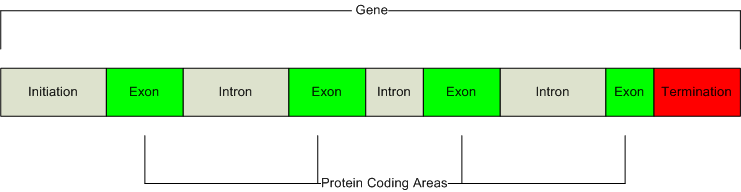 Gene
Initiation Exon Intron Exon Intron Exon Intron Exon Termination
Protein Coding Areas